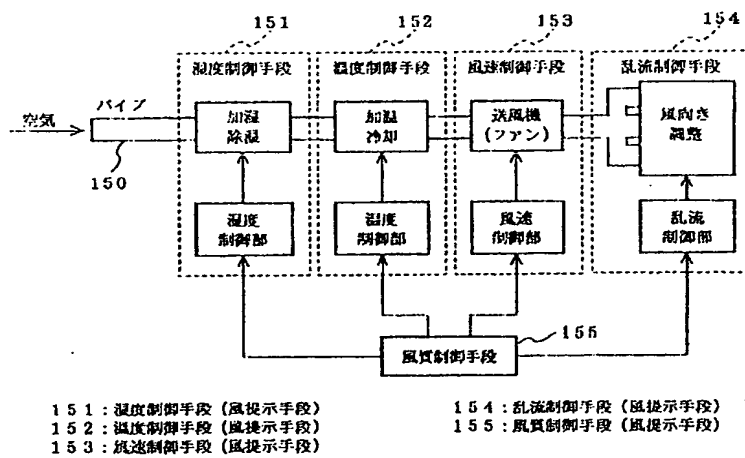 151
152
153
154
湿度制御手段
温度制御手段
風速制御手段
乱流制御手段
パイプ
空気
150
加湿
除湿
加温
冷却
送風機
(ファン)
風向き
調整
湿度
制御部
温度
制御部
風速
制御部
乱流
制御部
155
風質制御手段
151:湿度制御手段(風提示手段)
152:温度制御手段(風提示手段)
153:風速制御手段(風提示手段)
154:乱流制御手段(風提示手段)
155:風質制御手段(風提示手段)